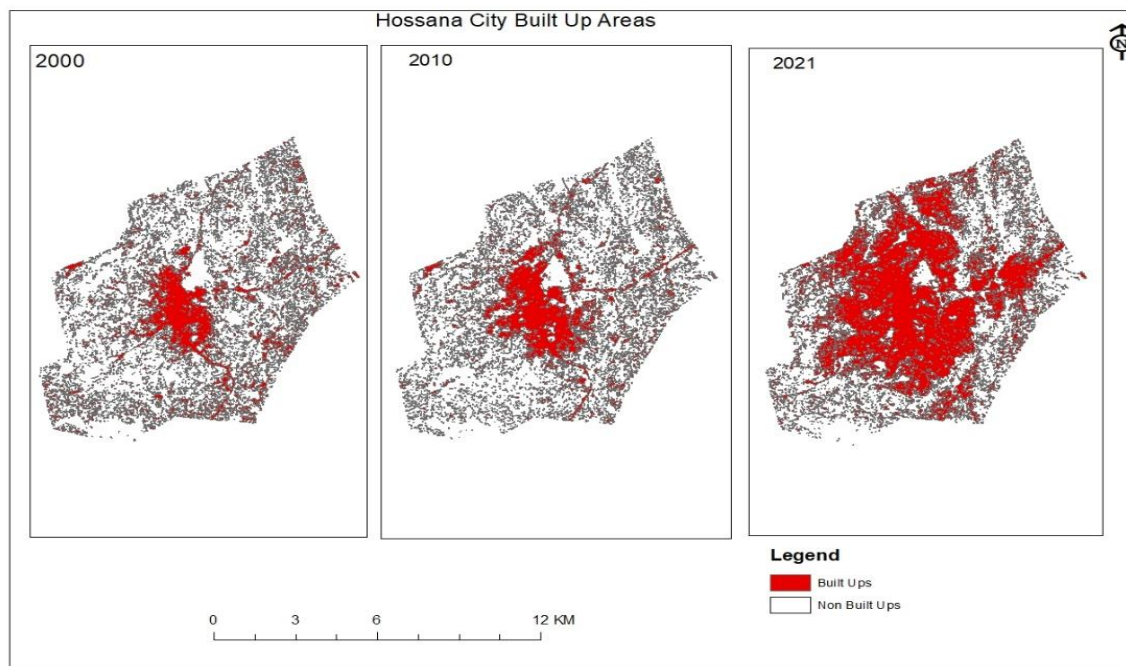 Hossana City Built Up Areas
N
2000
2010
2021
Legend
Built Ups
Non Built Ups
0 3 6 12 KM